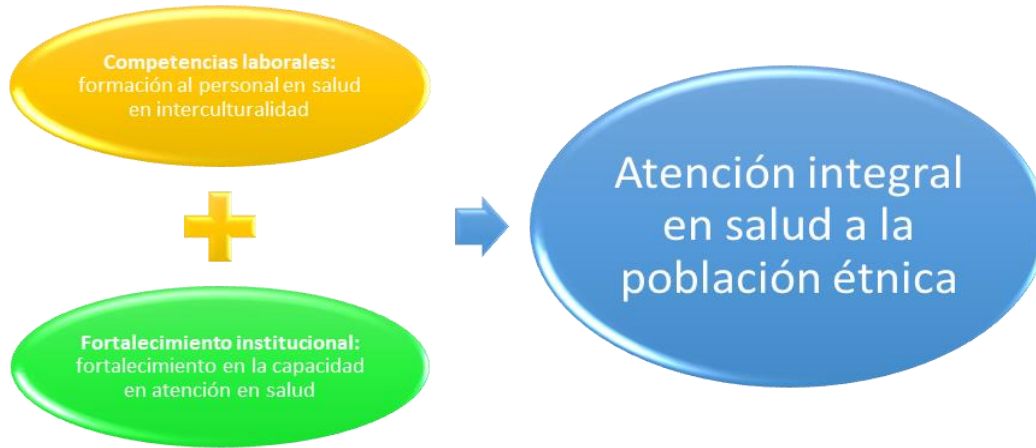 Competencias laborales:
formación al personal en salud
en interculturalidad
Fortalecimiento institucional:
fortalecimiento en la capacidad
en atención en salud
Atención integral
en salud a la
población étnica